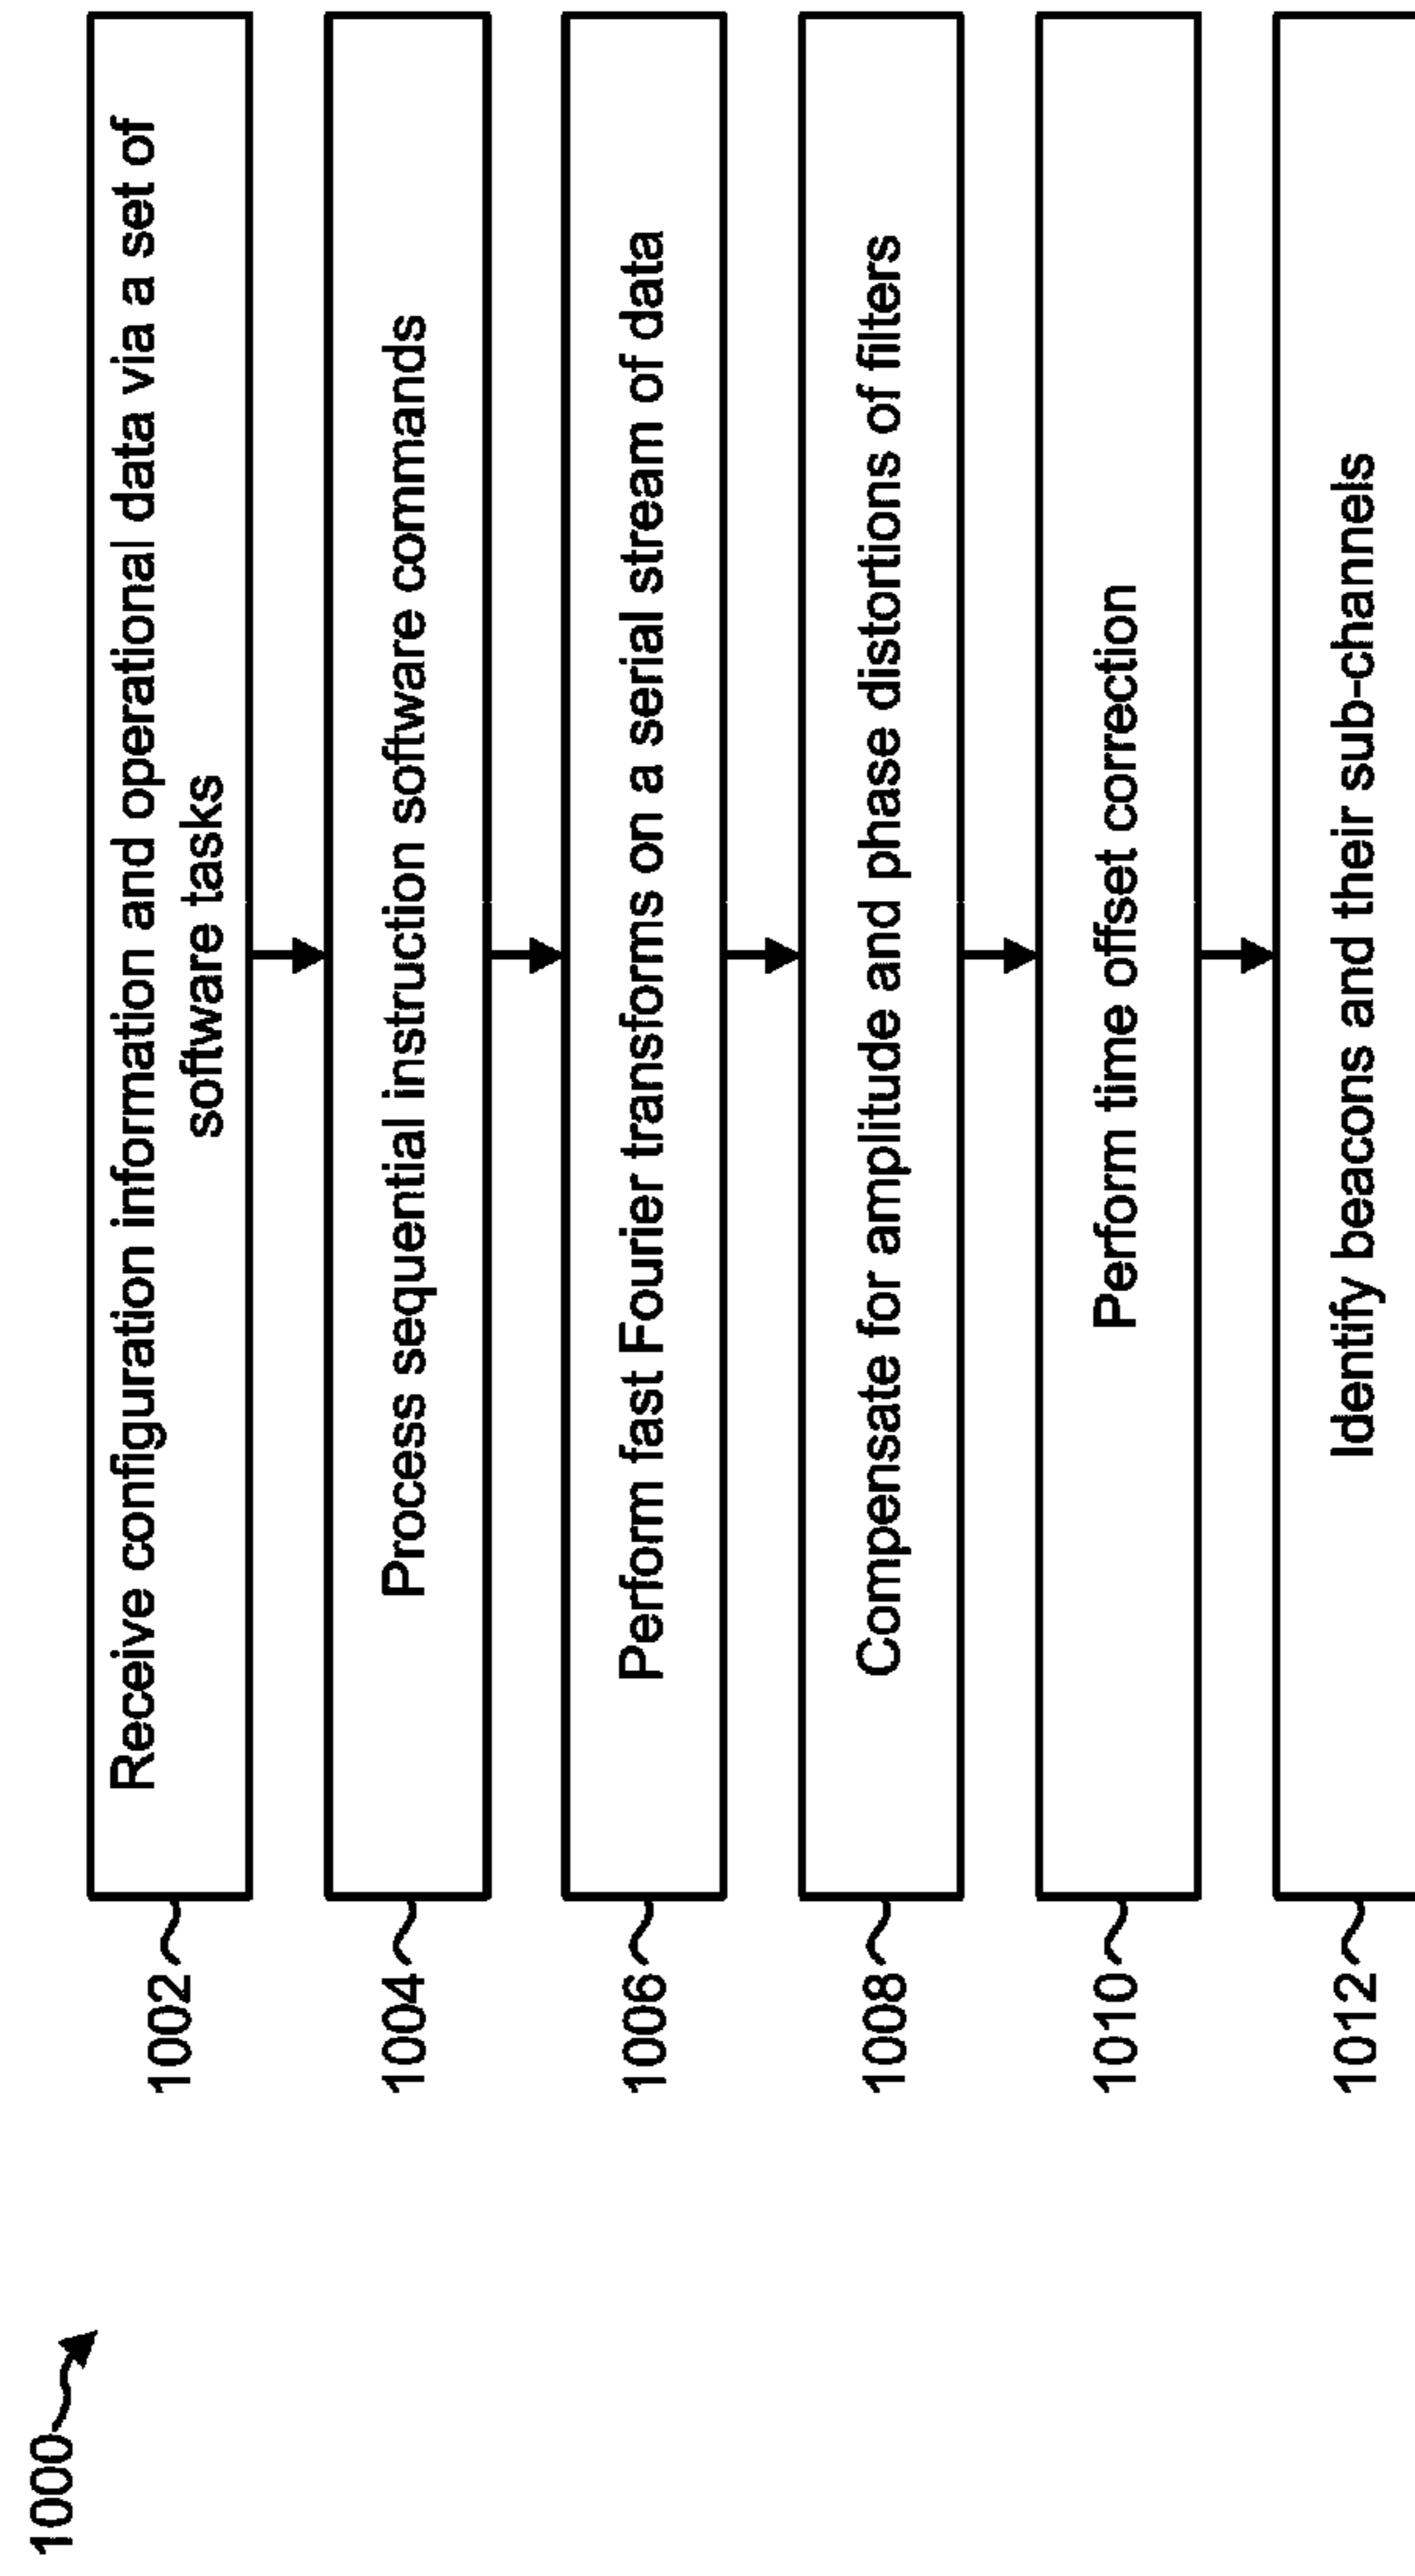 1000
1002
Receive configuration information and operational data via a set of
software tasks
1004
Process sequential instruction software commands
1006
Perform fast Fourier transforms on a serial stream of data
1008
Compensate for amplitude and phase distortions of filters
1010
Perform time offset correction
1012
Identify beacons and their sub-channels